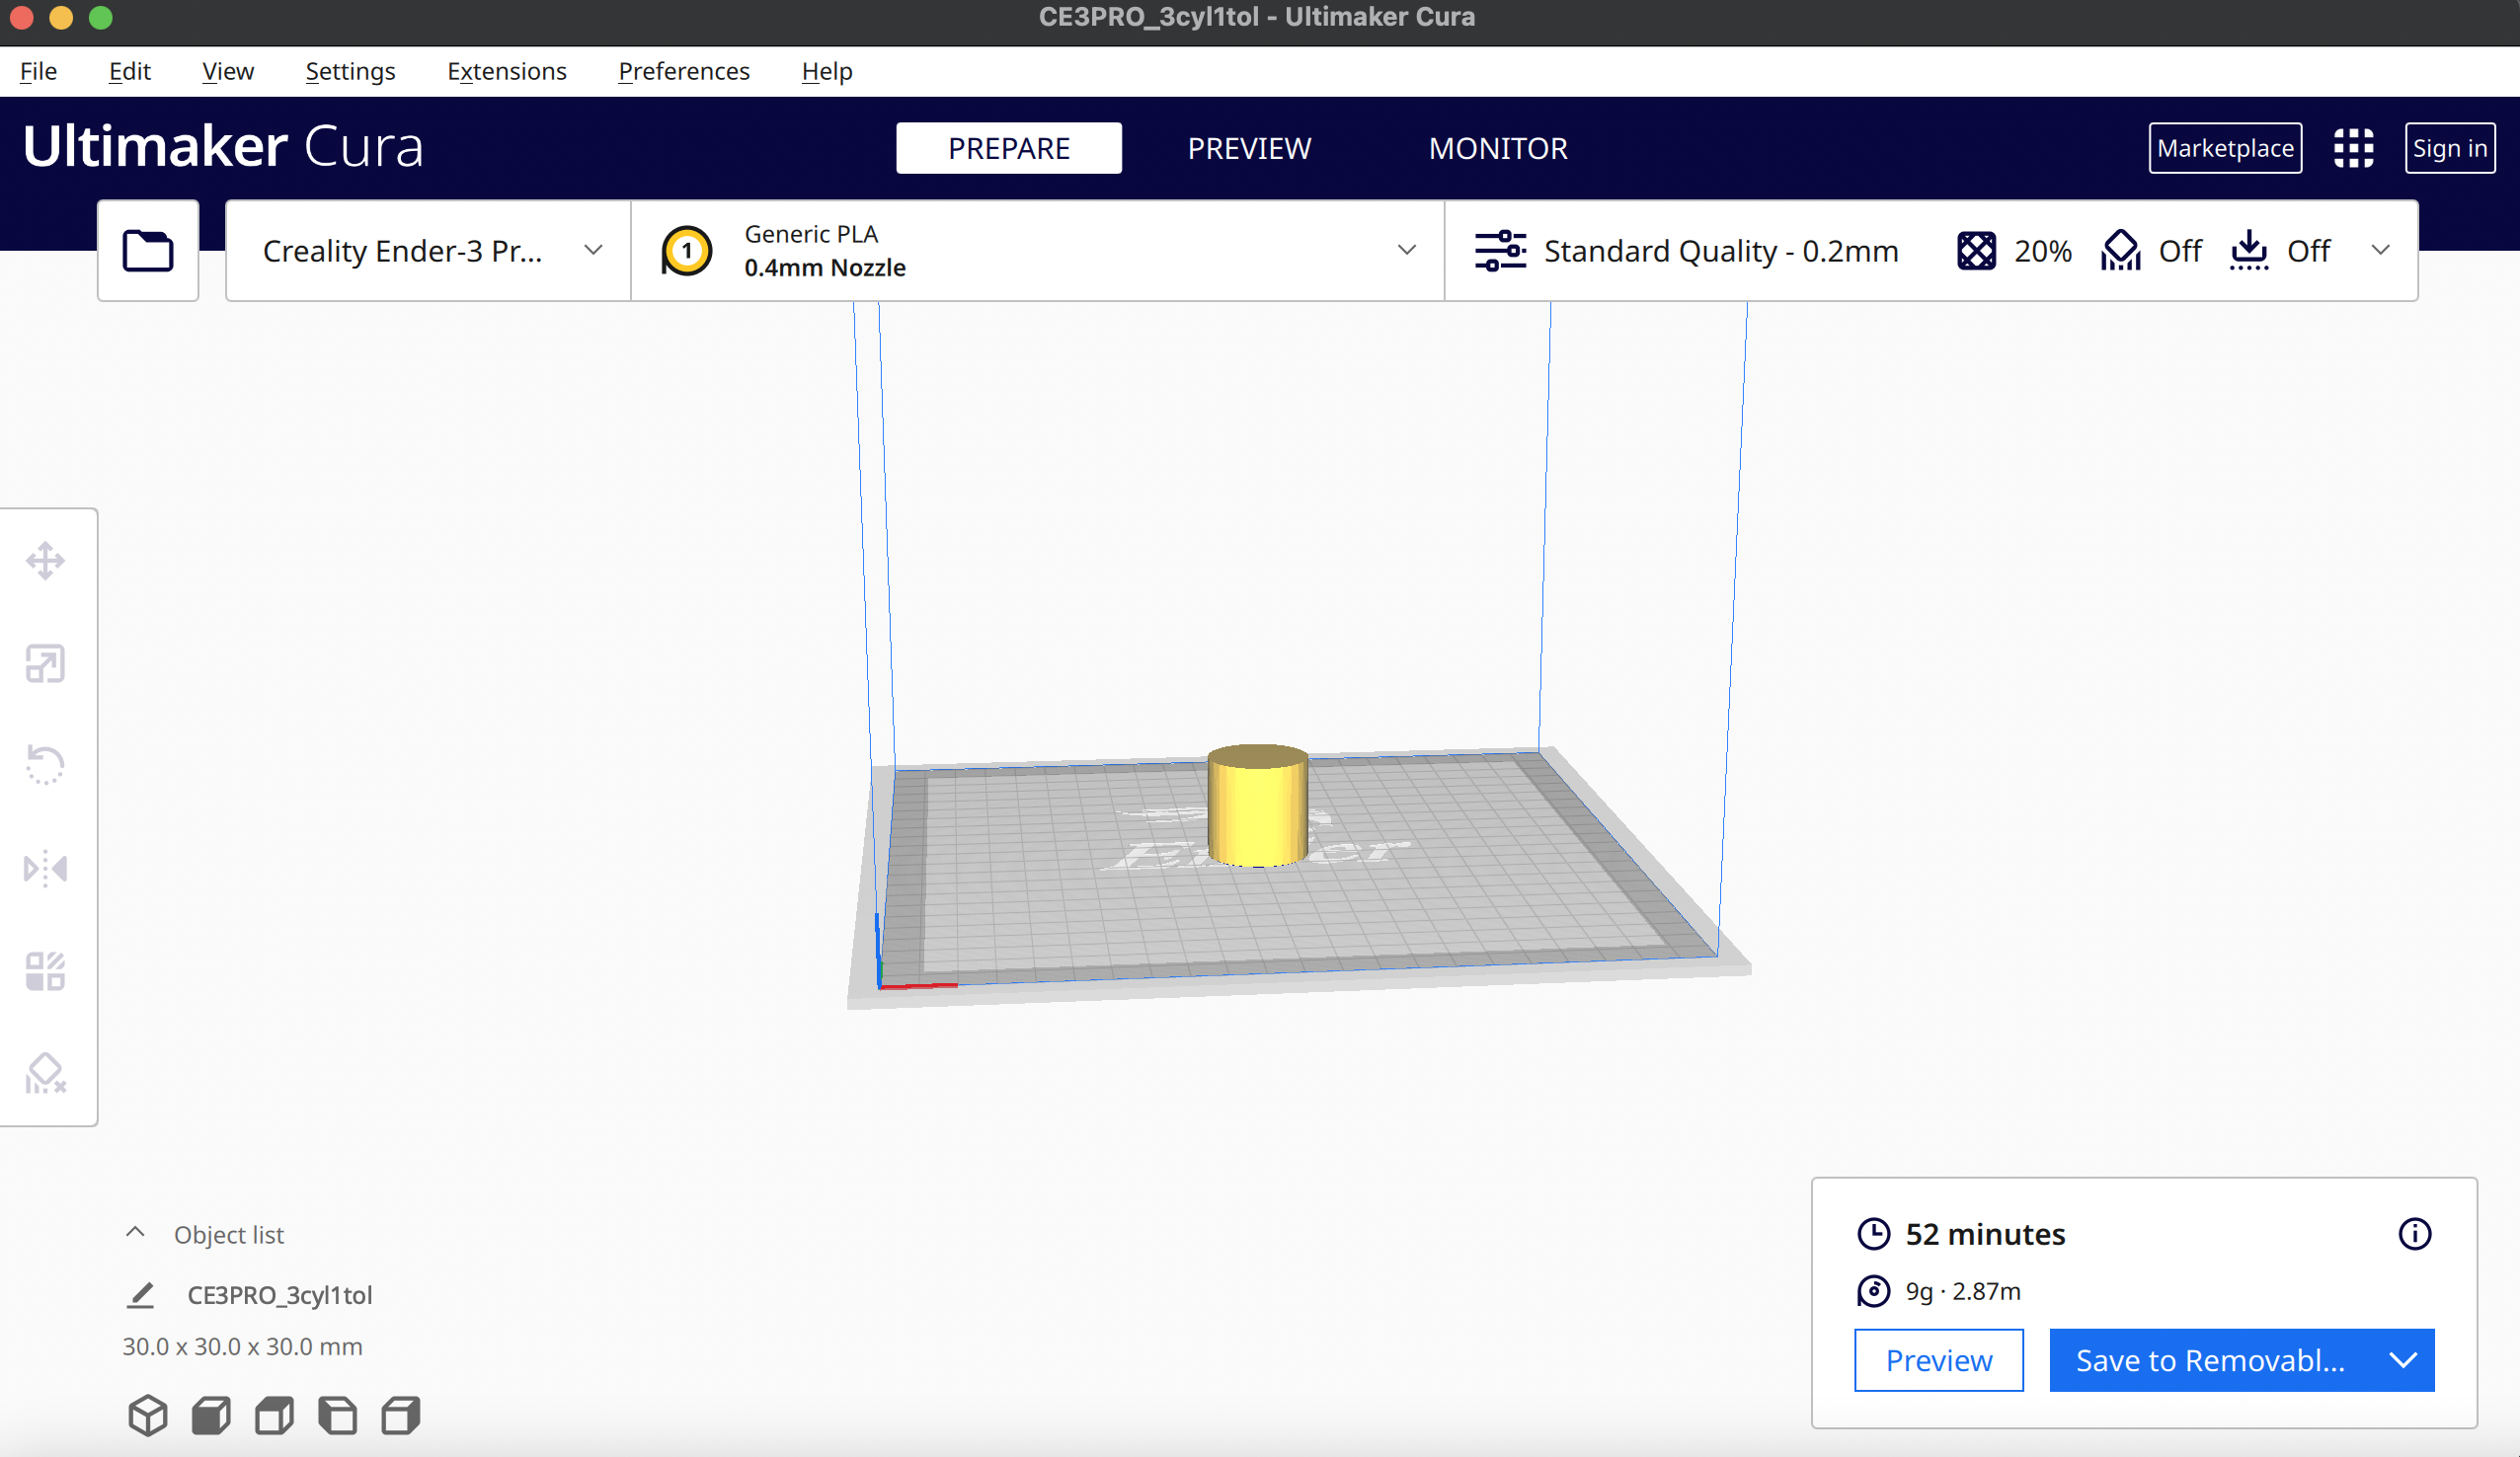 CE3PRO_3cyl1tol - Ultimaker Cura
File Edit View Settings Extensions Preferences Help
Ultimaker Cura
PREPARE PREVIEW MONITOR
Marketplace Sign in
Creality Ender-3 Pr...
1
Generic PLA
0.4mm Nozzle
Standard Quality - 0.2mm 20% Off Off
Object list
CE3PRO_3cyl1tol
30.0 x 30.0 x 30.0 mm
52 minutes
9g · 2.87m
Preview Save to Removabl...